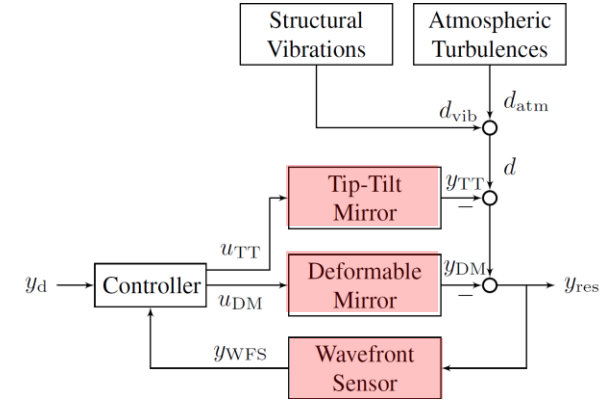 Structural
Vibrations
Atmospheric
Turbulences
d_vib
d_atm
d
Tip-Tilt
Mirror
y_TT
−
u_TT
y_d
Controller
u_DM
Deformable
Mirror
y_DM
−
y_res
y_WFS
Wavefront
Sensor